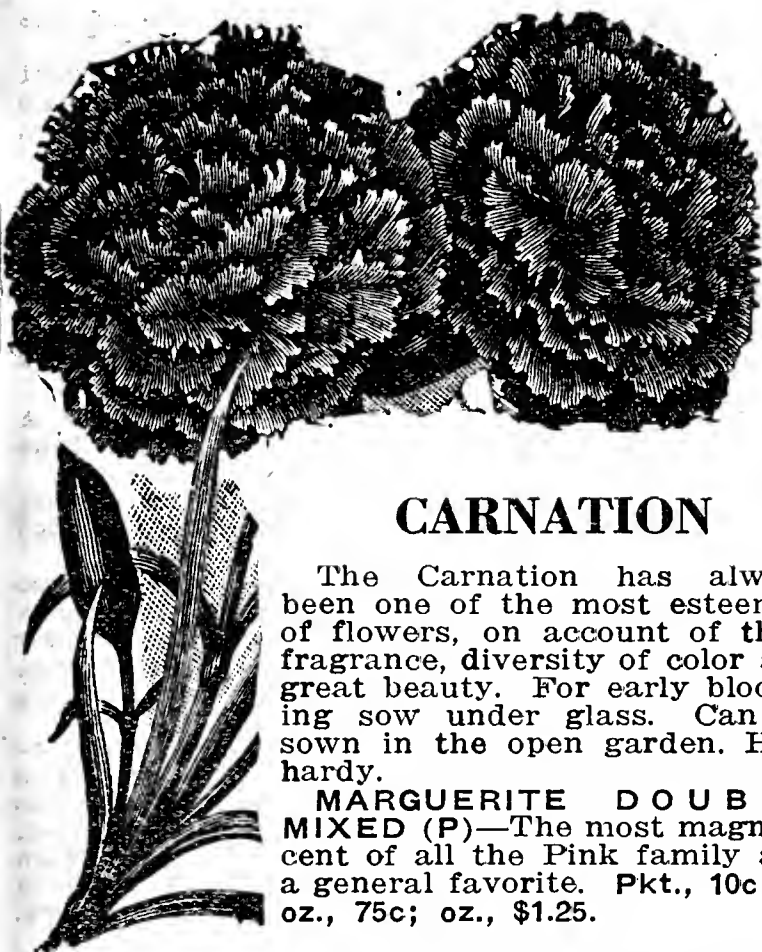 CARNATION
The Carnation has alw
been one of the most esteen
of flowers, on account of th
fragrance, diversity of color
great beauty. For early bloo
ing sow under glass. Can
sown in the open garden. H
hardy.
MARGUERITE DOUB
MIXED (P)—The most magn
cent of all the Pink family a
a general favorite. Pkt., 10c
oz., 75c; oz., $1.25.